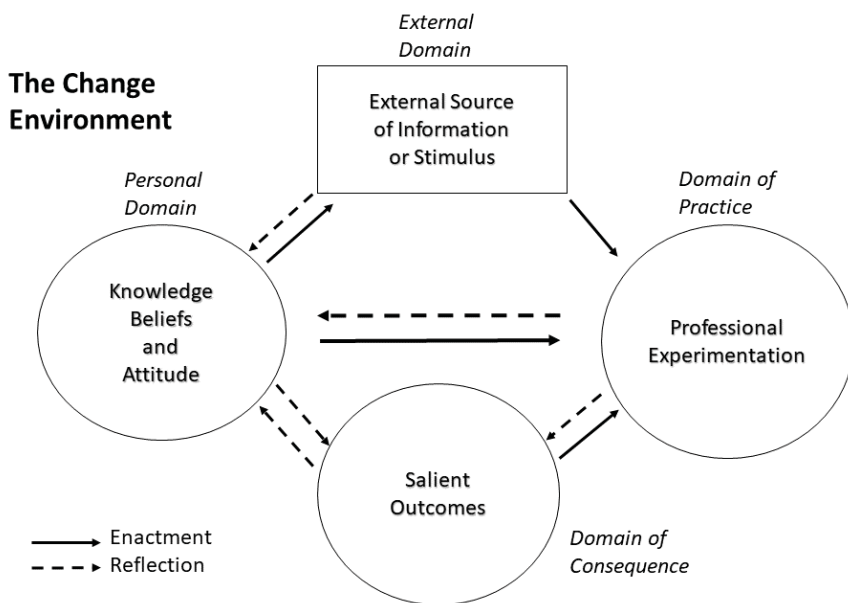 External
Domain
The Change
Environment
External Source
of Information
or Stimulus
Personal
Domain
Domain of
Practice
Knowledge
Beliefs
and
Attitude
Professional
Experimentation
Salient
Outcomes
Enactment
Reflection
Domain of
Consequence